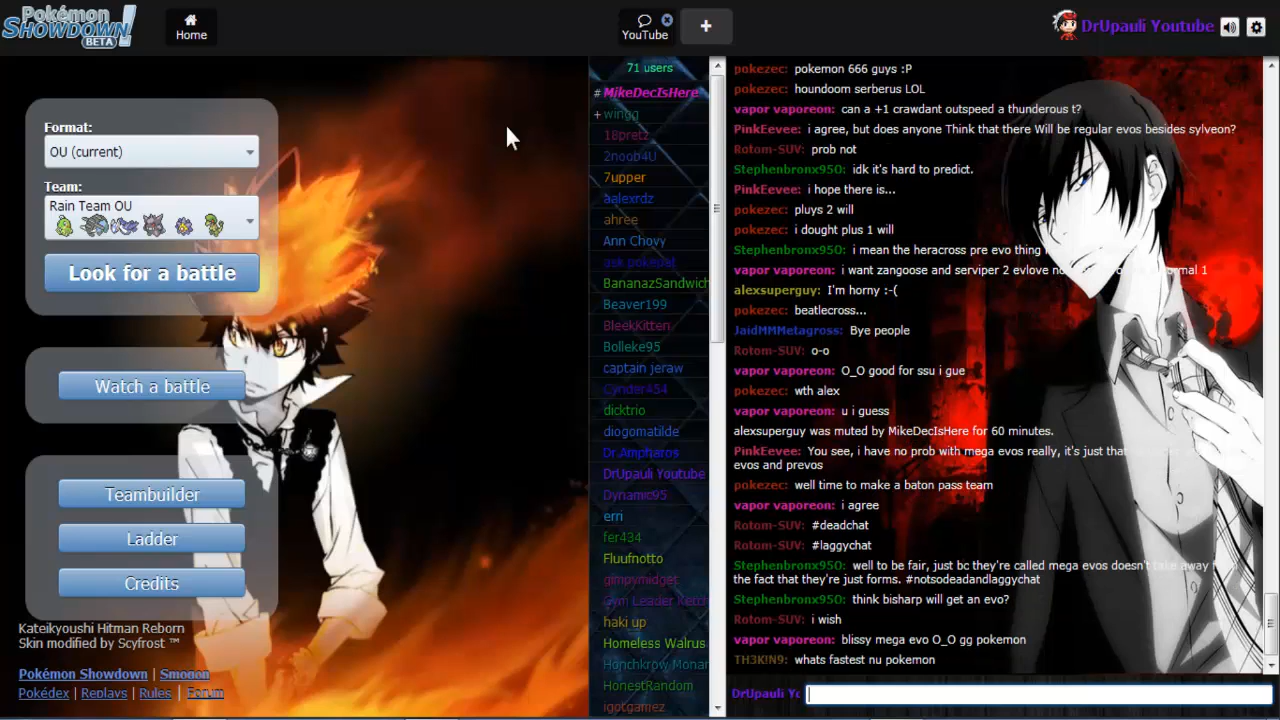 Pokémon
SHOWDOWN!
BETA
Home
YouTube
+
DrUpauli Youtube
Format:
OU (current)
Team:
Rain Team OU
Look for a battle
Watch a battle
Teambuilder
Ladder
Credits
Kateikyoushi Hitman Reborn
Skin modified by Scyfrost ™
Pokémon Showdown | Smogon
Pokédex | Replays | Rules | Forum
71 users
#MikeDecIsHere
+wingg
18pretz
2noob4U
7upper
aalexrdz
ahree
Ann Chovy
ask pokepat
BananazSandwich
Beaver199
BleekKitten
Bolleke95
captain jeraw
Cynder454
dicktrio
diogomatilde
Dr.Ampharos
DrUpauli Youtube
Dynamic95
erri
fer434
Fluufnotto
gimpymidget
Gym Leader
haki up
Homeless Walrus
Honchkrow
HonestRandom
igotgamez
pokezec: pokemon 666 guys :P
pokezec: houndoom serberus LOL
vapor vaporeon: can a +1 crawdant outspeed a thunderous t?
PinkEevee: i agree, but does anyone Think that there Will be regular evos besides sylveon?
Rotom-SUV: prob not
Stephenbronx950: idk it's hard to predict.
PinkEevee: i hope there is...
pokezec: pluys 2 will
pokezec: i dought plus 1 will
Stephenbronx950: i mean the heracross pre evo thing
vapor vaporeon: i want zangoose and serviper 2 evlove 1
alexsuperguy: I'm horny :-(
pokezec: beatlecross...
JaidMMMetagross: Bye people
Rotom-SUV: o-o
vapor vaporeon: O_O good for ssu i gue
pokezec: wth alex
vapor vaporeon: u i guess
alexsuperguy was muted by MikeDecIsHere for 60 minutes.
PinkEevee: You see, i have no prob with mega evos really, it's just that
evos and prevos
pokezec: well time to make a baton pass team
vapor vaporeon: i agree
Rotom-SUV: #deadchat
Rotom-SUV: #laggychat
Stephenbronx950: well to be fair, just bc they're called mega evos doesn't take away
the fact that they're just forms. #notsodeadandlaggychat
Stephenbronx950: think bisharp will get an evo?
Rotom-SUV: i wish
vapor vaporeon: blissy mega evo O_O gg pokemon
TH3K!N9: whats fastest nu pokemon
DrUpauli Yo